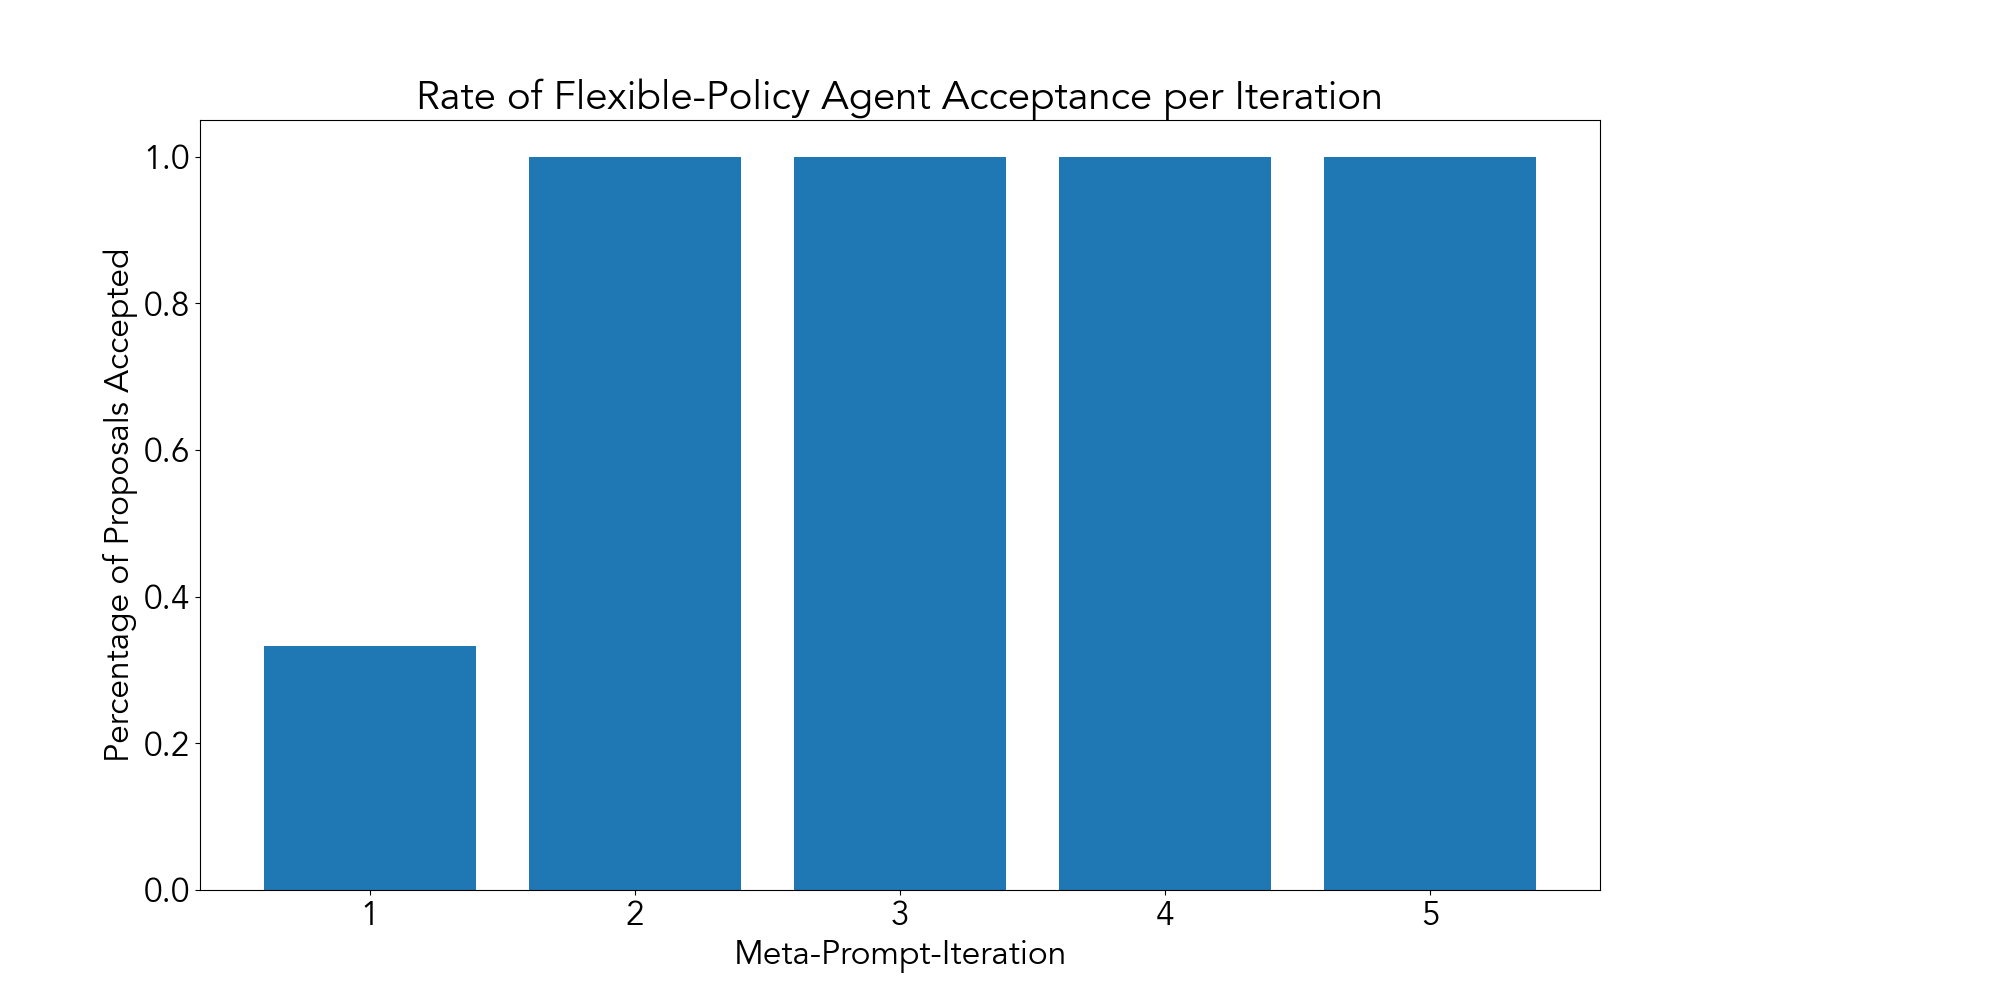 Rate of Flexible-Policy Agent Acceptance per Iteration
Percentage of Proposals Accepted
1.0
0.8
0.6
0.4
0.2
0.0
1 2 3 4 5
Meta-Prompt-Iteration